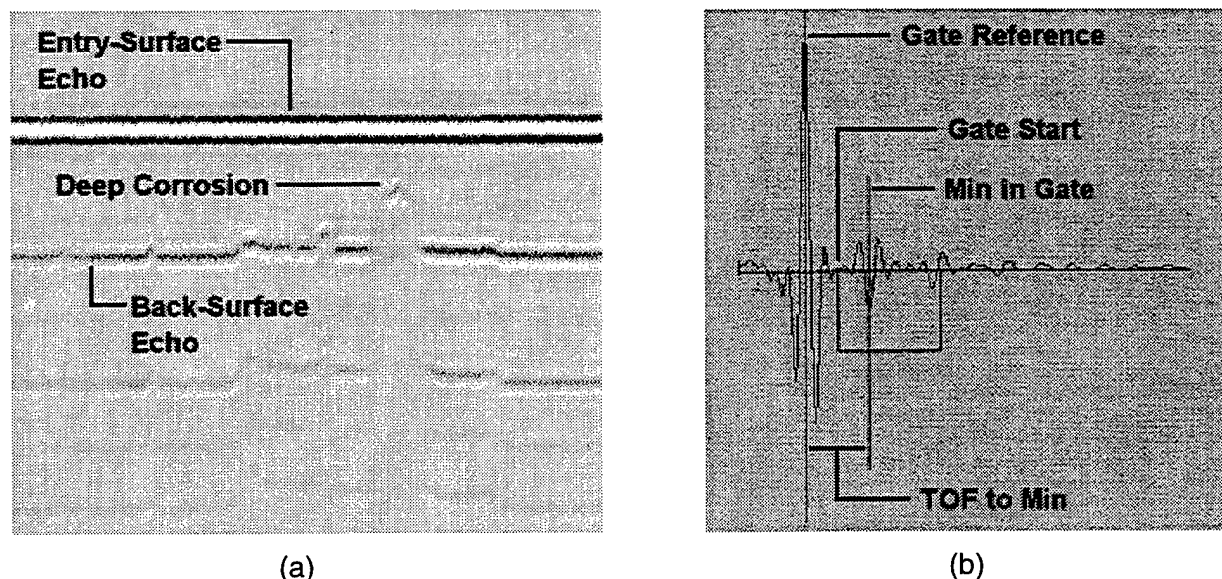 Entry-Surface
Echo
Deep Corrosion
Back-Surface
Echo
(a)
Gate Reference
Gate Start
Min in Gate
TOF to Min
(b)